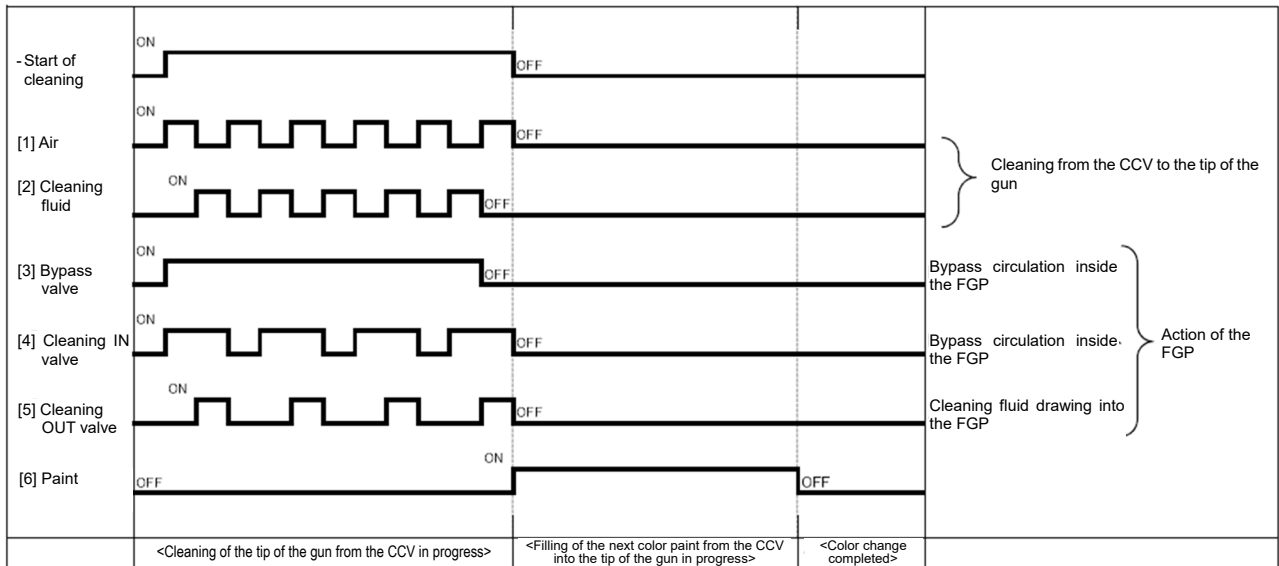 ON
- Start of
cleaning
OFF
ON
[1] Air
OFF
Cleaning from the CCV to the tip of the
gun
ON
[2] Cleaning
fluid
OFF
ON
[3] Bypass
valve
OFF
Bypass circulation inside
the FGP
ON
[4] Cleaning IN
valve
OFF
Bypass circulation inside
the FGP
Action of the
FGP
ON
[5] Cleaning
OUT valve
OFF
Cleaning fluid drawing into
the FGP
ON
[6] Paint
OFF
OFF
<Cleaning of the tip of the gun from the CCV in progress>
<Filling of the next color paint from the CCV
into the tip of the gun in progress>
<Color change
completed>